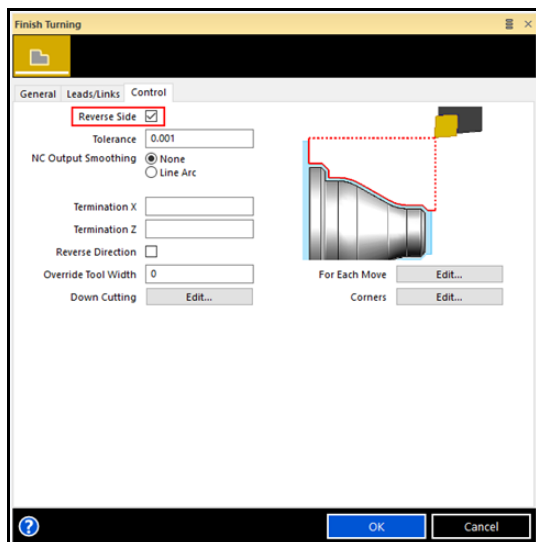 Finish Turning
General Leads/Links Control
Reverse Side
Tolerance 0.001
NC Output Smoothing None
Line Arc
Termination X
Termination Z
Reverse Direction
Override Tool Width 0 For Each Move Edit...
Down Cutting Edit... Corners Edit...
? OK Cancel